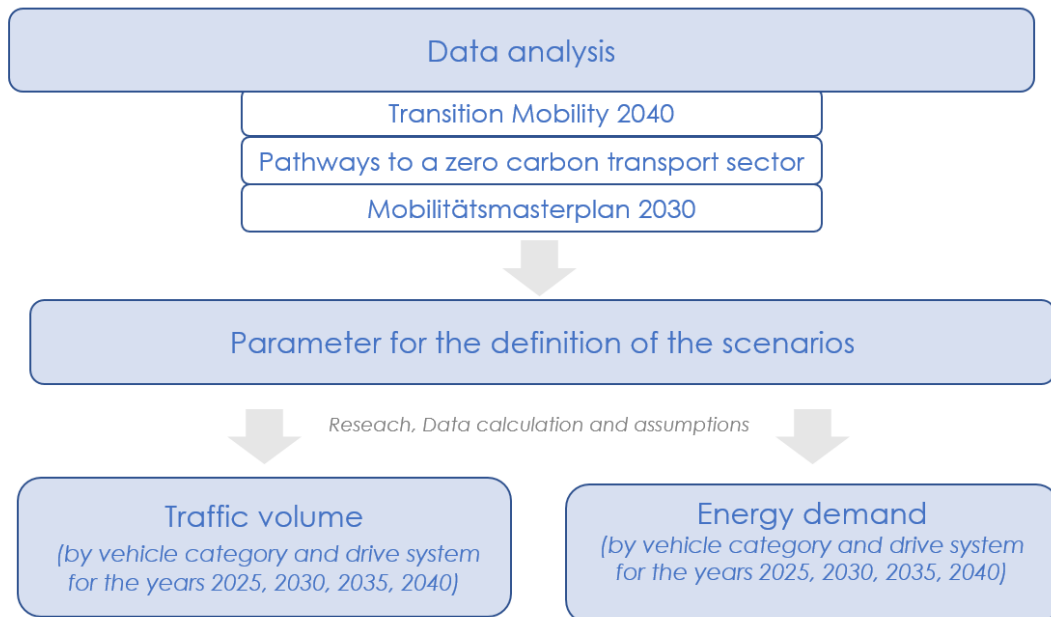 Data analysis
Transition Mobility 2040
Pathways to a zero carbon transport sector
Mobilitätsmasterplan 2030
Parameter for the definition of the scenarios
Reseach, Data calculation and assumptions
Traffic volume
(by vehicle category and drive system
for the years 2025, 2030, 2035, 2040)
Energy demand
(by vehicle category and drive system
for the years 2025, 2030, 2035, 2040)